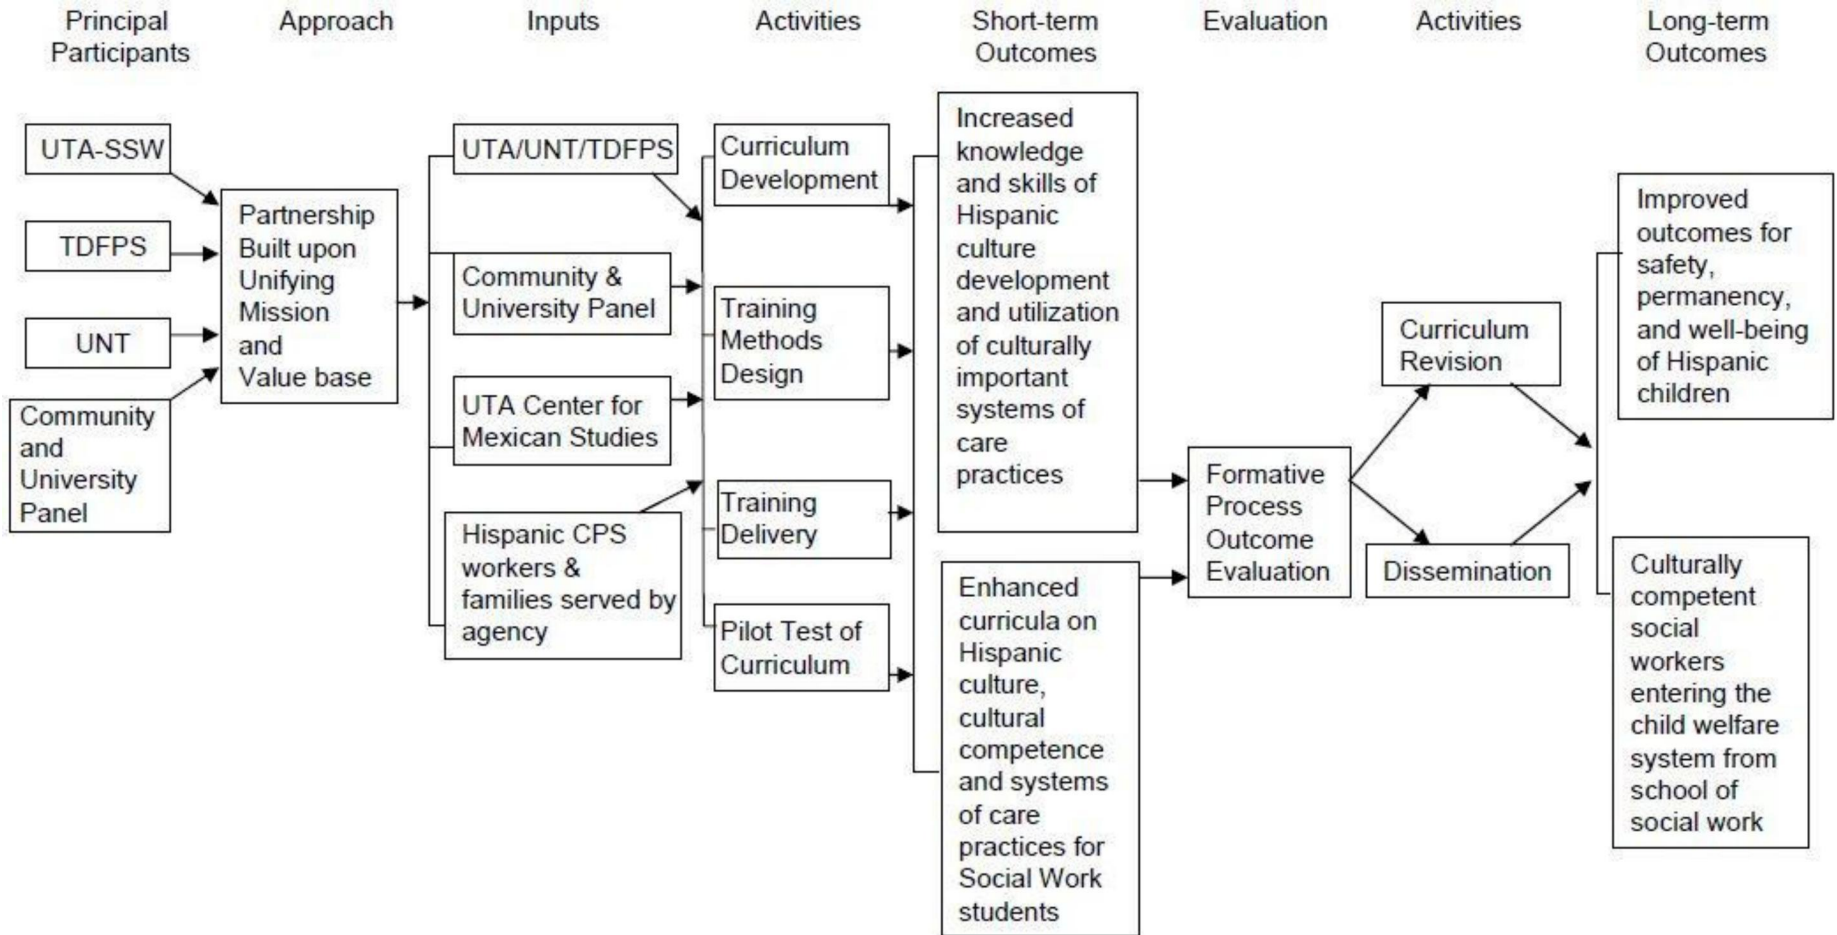 Principal
Participants
Approach
Inputs
Activities
Short-term
Outcomes
Evaluation
Activities
Long-term
Outcomes
UTA-SSW
TDFPS
UNT
Community
and
University
Panel
Partnership
Built upon
Unifying
Mission
and
Value base
UTA/UNT/TDFPS
Community &
University Panel
UTA Center for
Mexican Studies
Hispanic CPS
workers &
families served by
agency
Curriculum
Development
Training
Methods
Design
Training
Delivery
Pilot Test of
Curriculum
Increased
knowledge
and skills of
Hispanic
culture
development
and utilization
of culturally
important
systems of
care
practices
Enhanced
curricula on
Hispanic
culture,
cultural
competence
and systems
of care
practices for
Social Work
students
Formative
Process
Outcome
Evaluation
Curriculum
Revision
Dissemination
Improved
outcomes for
safety,
permanency,
and well-being
of Hispanic
children
Culturally
competent
social
workers
entering the
child welfare
system from
school of
social work